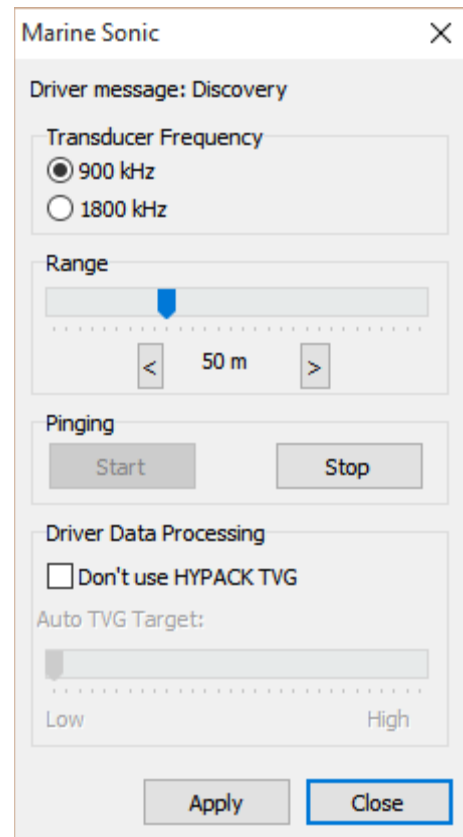 Marine Sonic
Driver message: Discovery
Transducer Frequency
900 kHz
1800 kHz
Range
< 50 m >
Pinging
Start Stop
Driver Data Processing
Don't use HYPACK TVG
Auto TVG Target:
Low High
Apply Close